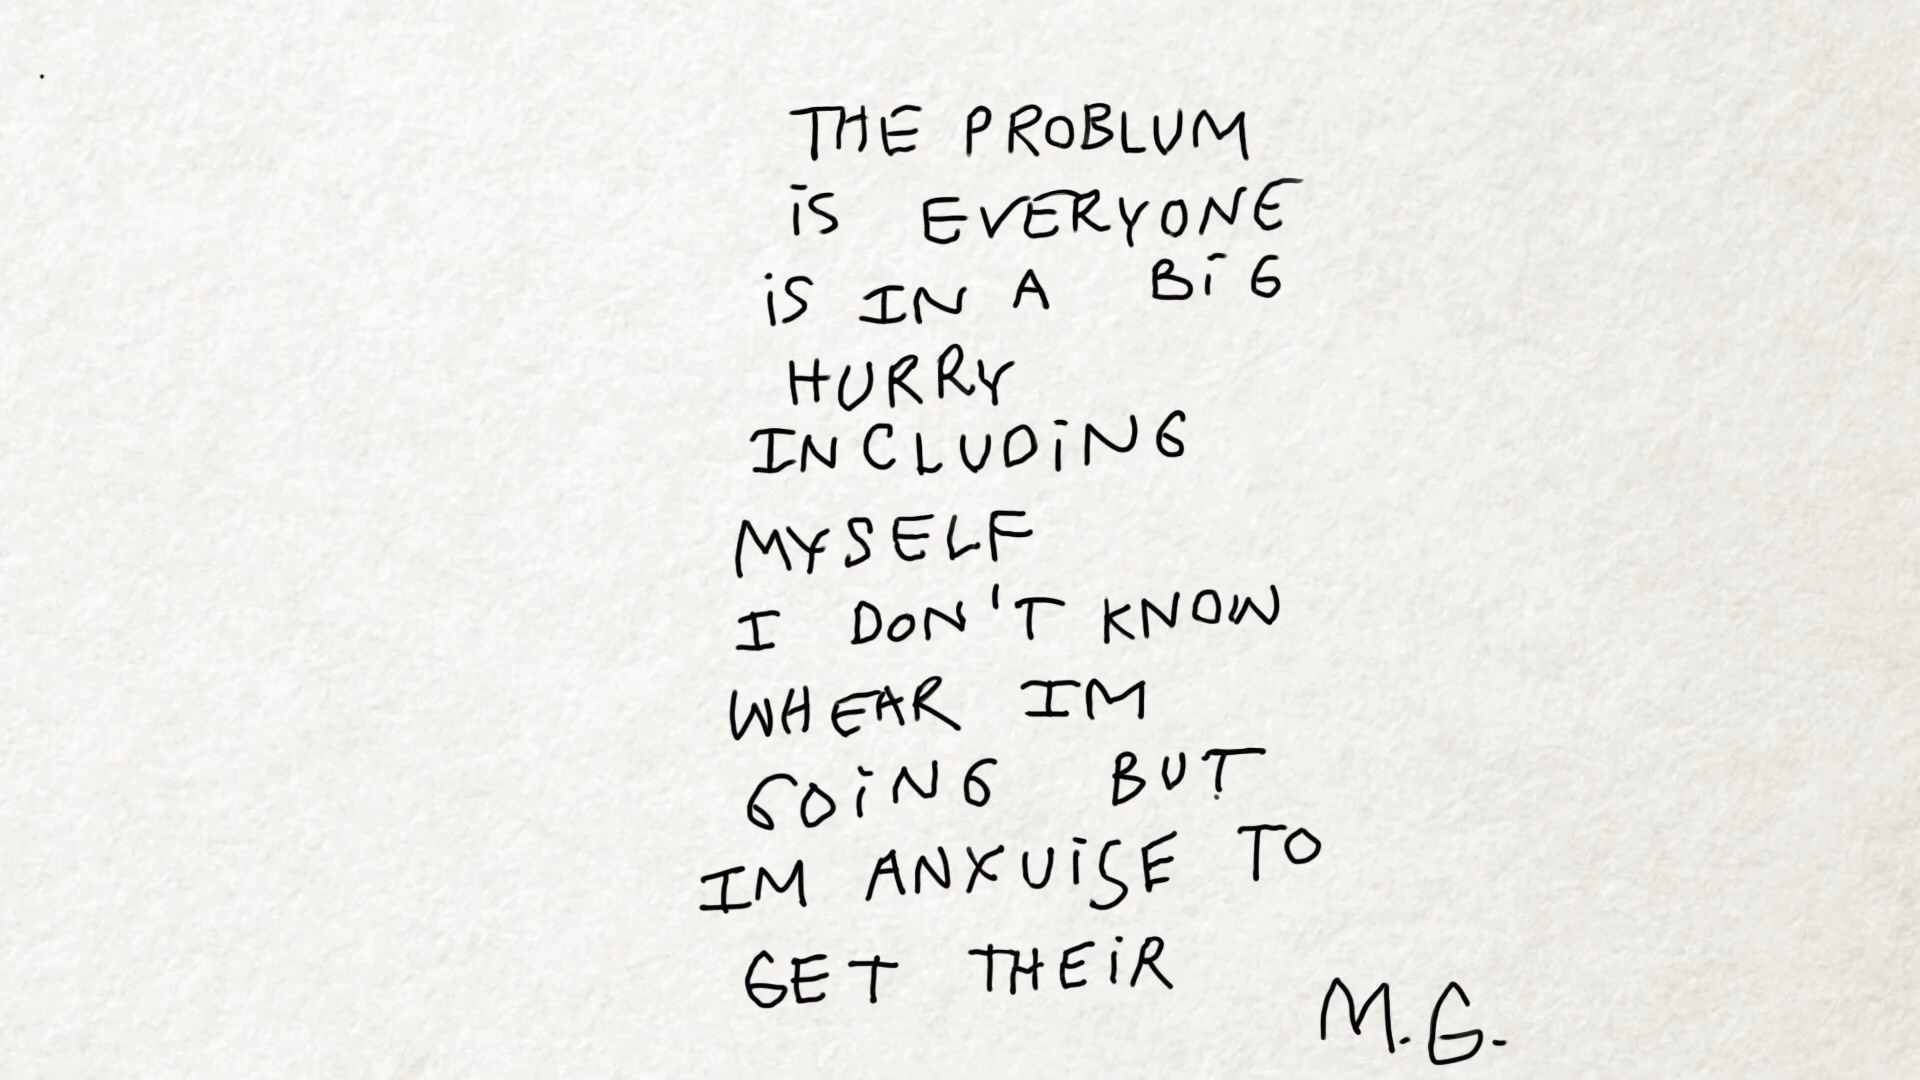 THE PROBLUM
iS EVERYONE
iS IN A BiG
HURRY
INCLUDiNG
MYSELF
I DON'T KNOW
WHEAR IM
GOiNG BUT
IM ANXUiSE TO
GET THEiR
M.G.